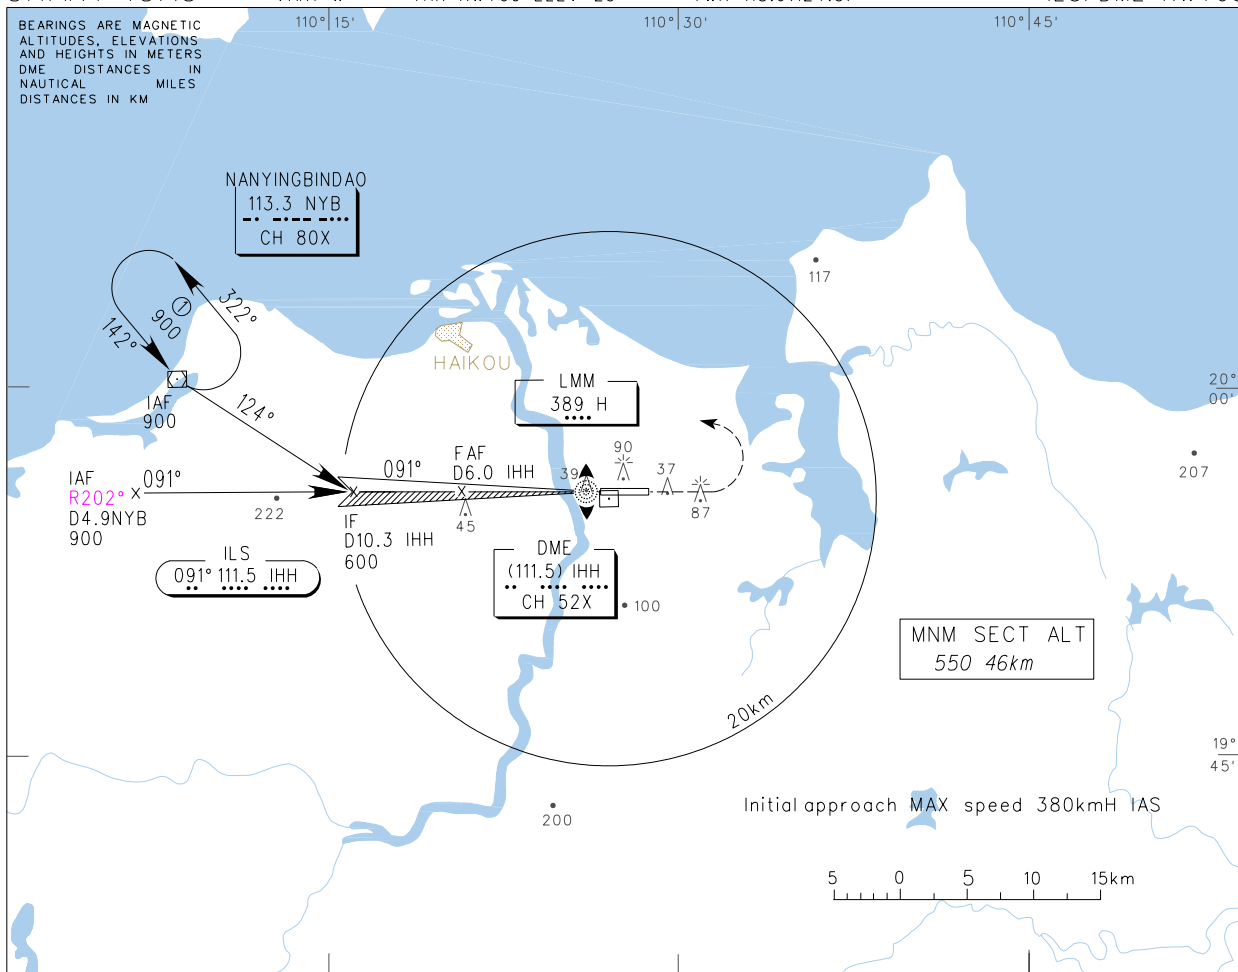 110°15'
110°30'
110°45'
BEARINGS ARE MAGNETIC
ALTITUDES, ELEVATIONS
AND HEIGHTS IN METERS
DME DISTANCES IN
NAUTICAL MILES
DISTANCES IN KM
NANYINGBINDAO
113.3 NYB
CH 80X
117
322°
①
900
142°
HAIKOU
IAF
900
124°
LMM
389 H
20°
00'
FAF
D6.0 IHH
091°
39
90
37
87
45
207
IAF
091°
R202°
D4.9NYB
900
222
IF
D10.3 IHH
600
ILS
091° 111.5 IHH
DME
(111.5) IHH
CH 52X
100
MNM SECT ALT
550 46km
20km
19°
45'
Initial approach MAX speed 380kmH IAS
200
5 0 5 10 15km